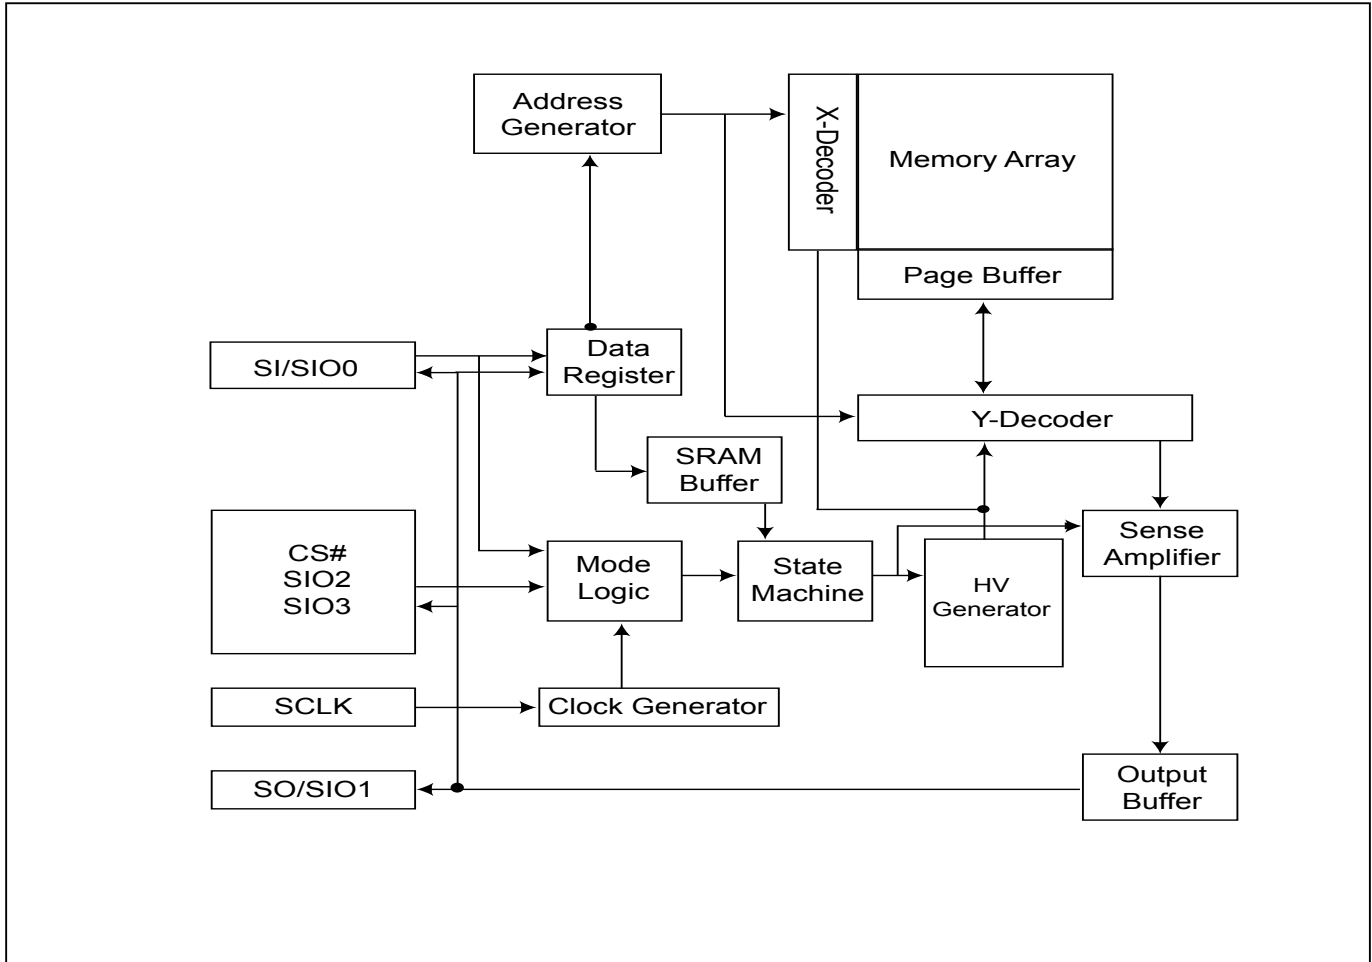 Address
Generator
X-Decoder
Memory Array
Page Buffer
SI/SIO0
Data
Register
Y-Decoder
SRAM
Buffer
CS#
SIO2
SIO3
Mode
Logic
State
Machine
HV
Generator
Sense
Amplifier
SCLK
Clock Generator
SO/SIO1
Output
Buffer